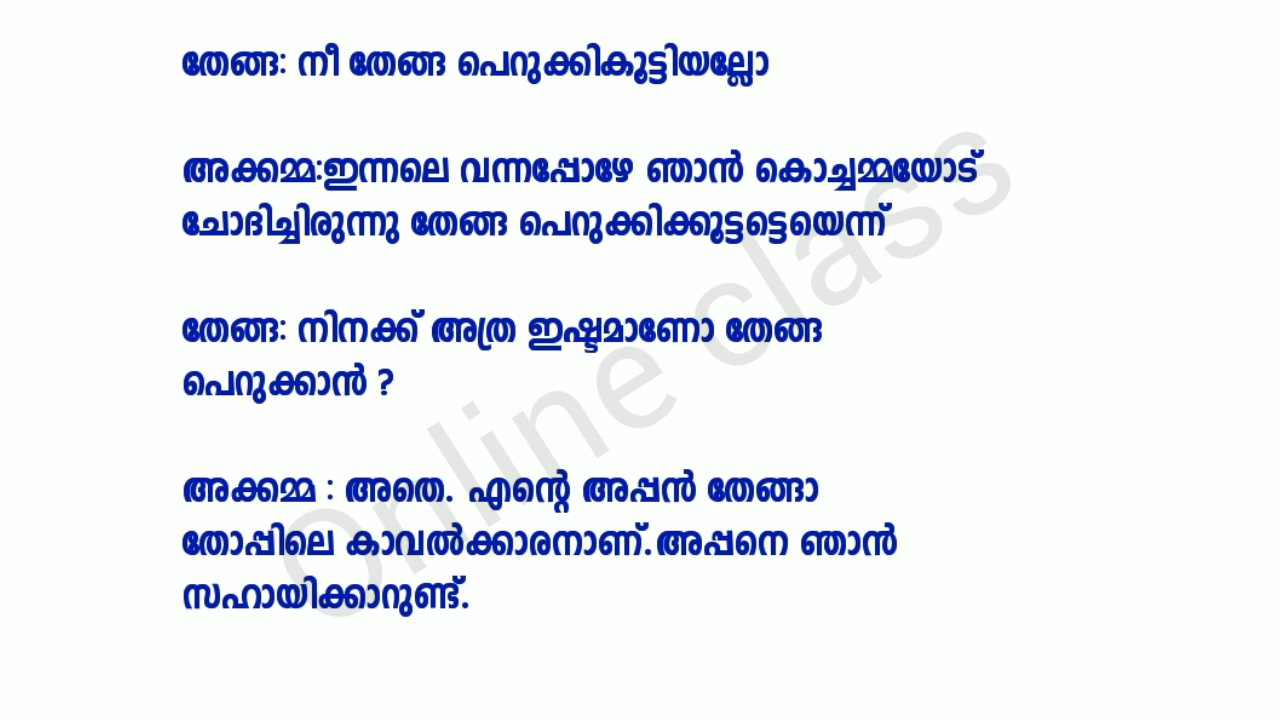 തേങ്ങ: നീ തേങ്ങ പെറുക്കികൂട്ടിയല്ലോ
അക്കമ്മ:ഇന്നലെ വന്നപ്പോഴേ ഞാൻ കൊച്ചമ്മയോട്
ചോദിച്ചിരുന്നു തേങ്ങ പെറുക്കിക്കൂട്ടട്ടെയെന്ന്
തേങ്ങ: നിനക്ക് അത്ര ഇഷ്ടമാണോ തേങ്ങ
പെറുക്കാൻ ?
അക്കമ്മ : അതെ. എന്റെ അപ്പൻ തേങ്ങാ
തോപ്പിലെ കാവൽക്കാരനാണ്.അപ്പനെ ഞാൻ
സഹായിക്കാറുണ്ട്.
Online class